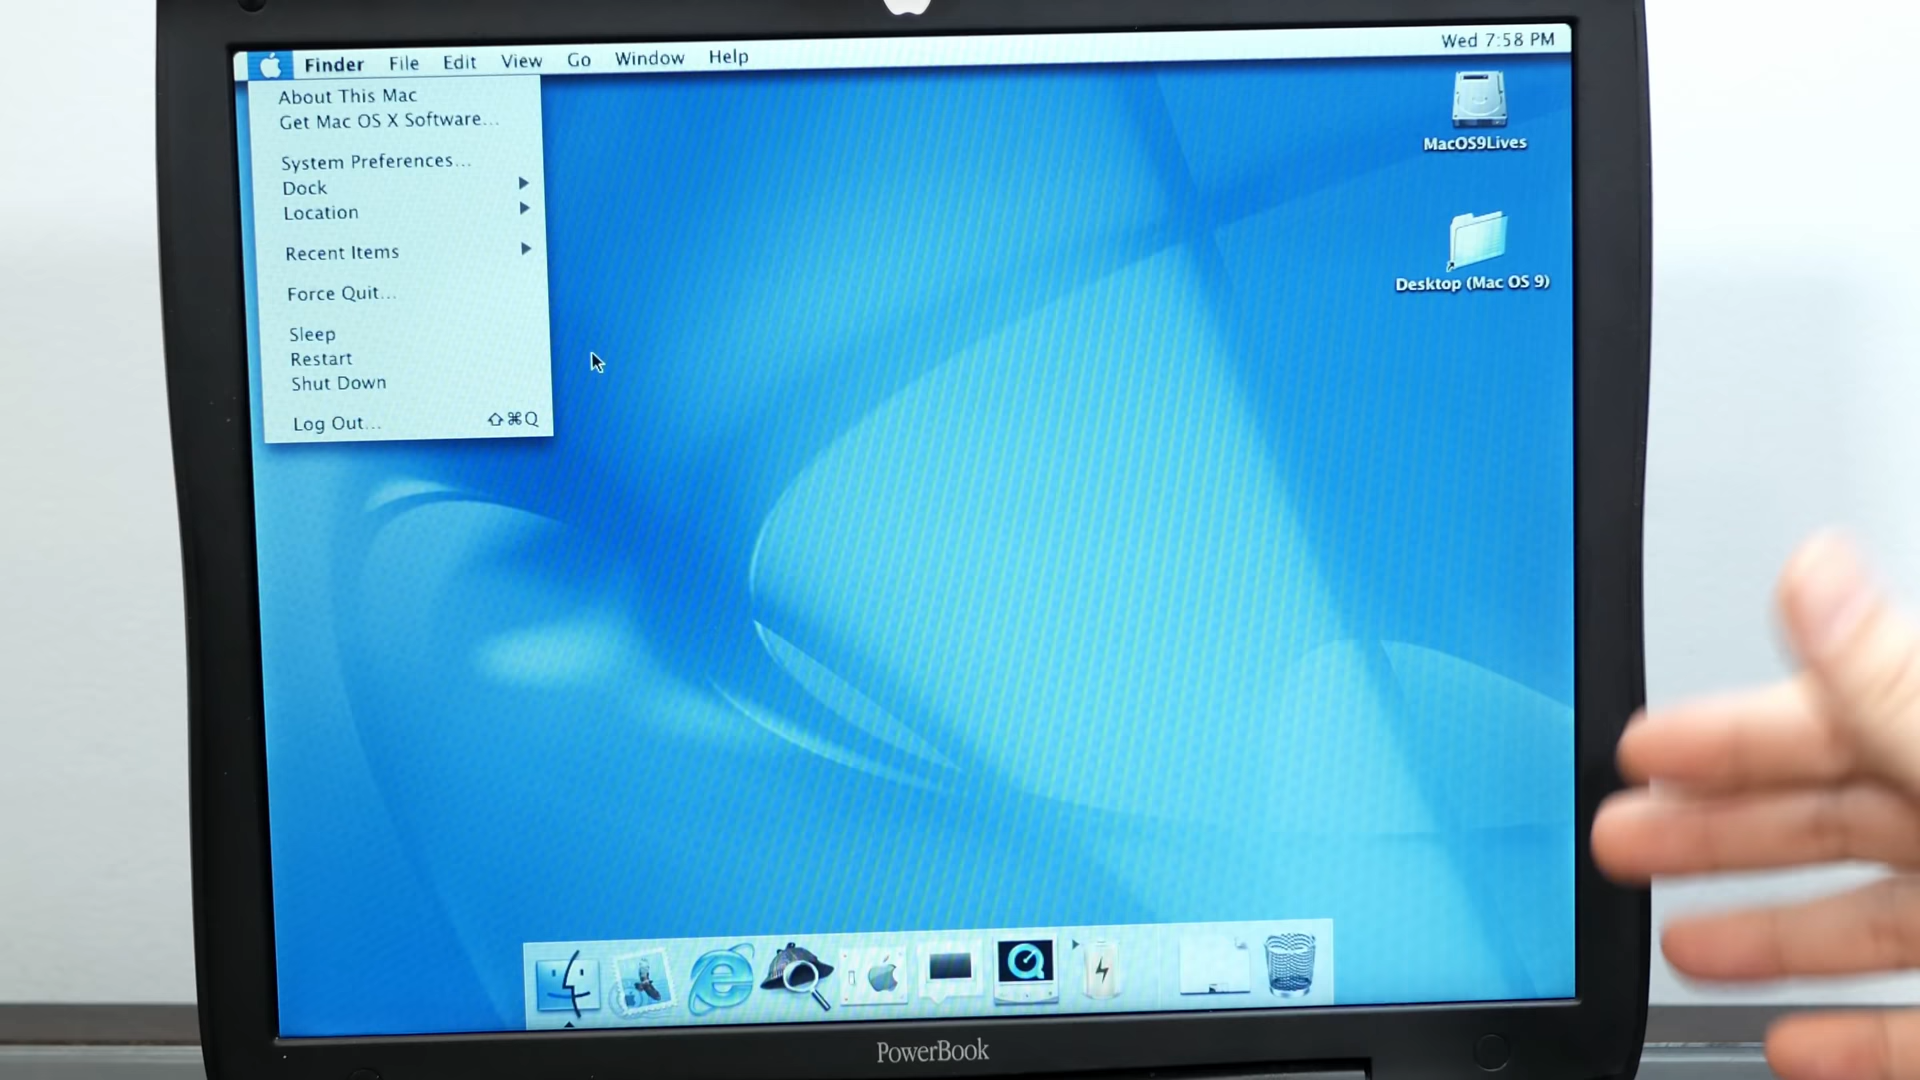 Finder File Edit View Go Window Help
Wed 7:58 PM
About This Mac
Get Mac OS X Software...
System Preferences...
Dock
Location
Recent Items
Force Quit...
Sleep
Restart
Shut Down
Log Out... ⇧⌘Q
MacOS9Lives
Desktop (Mac OS 9)
PowerBook